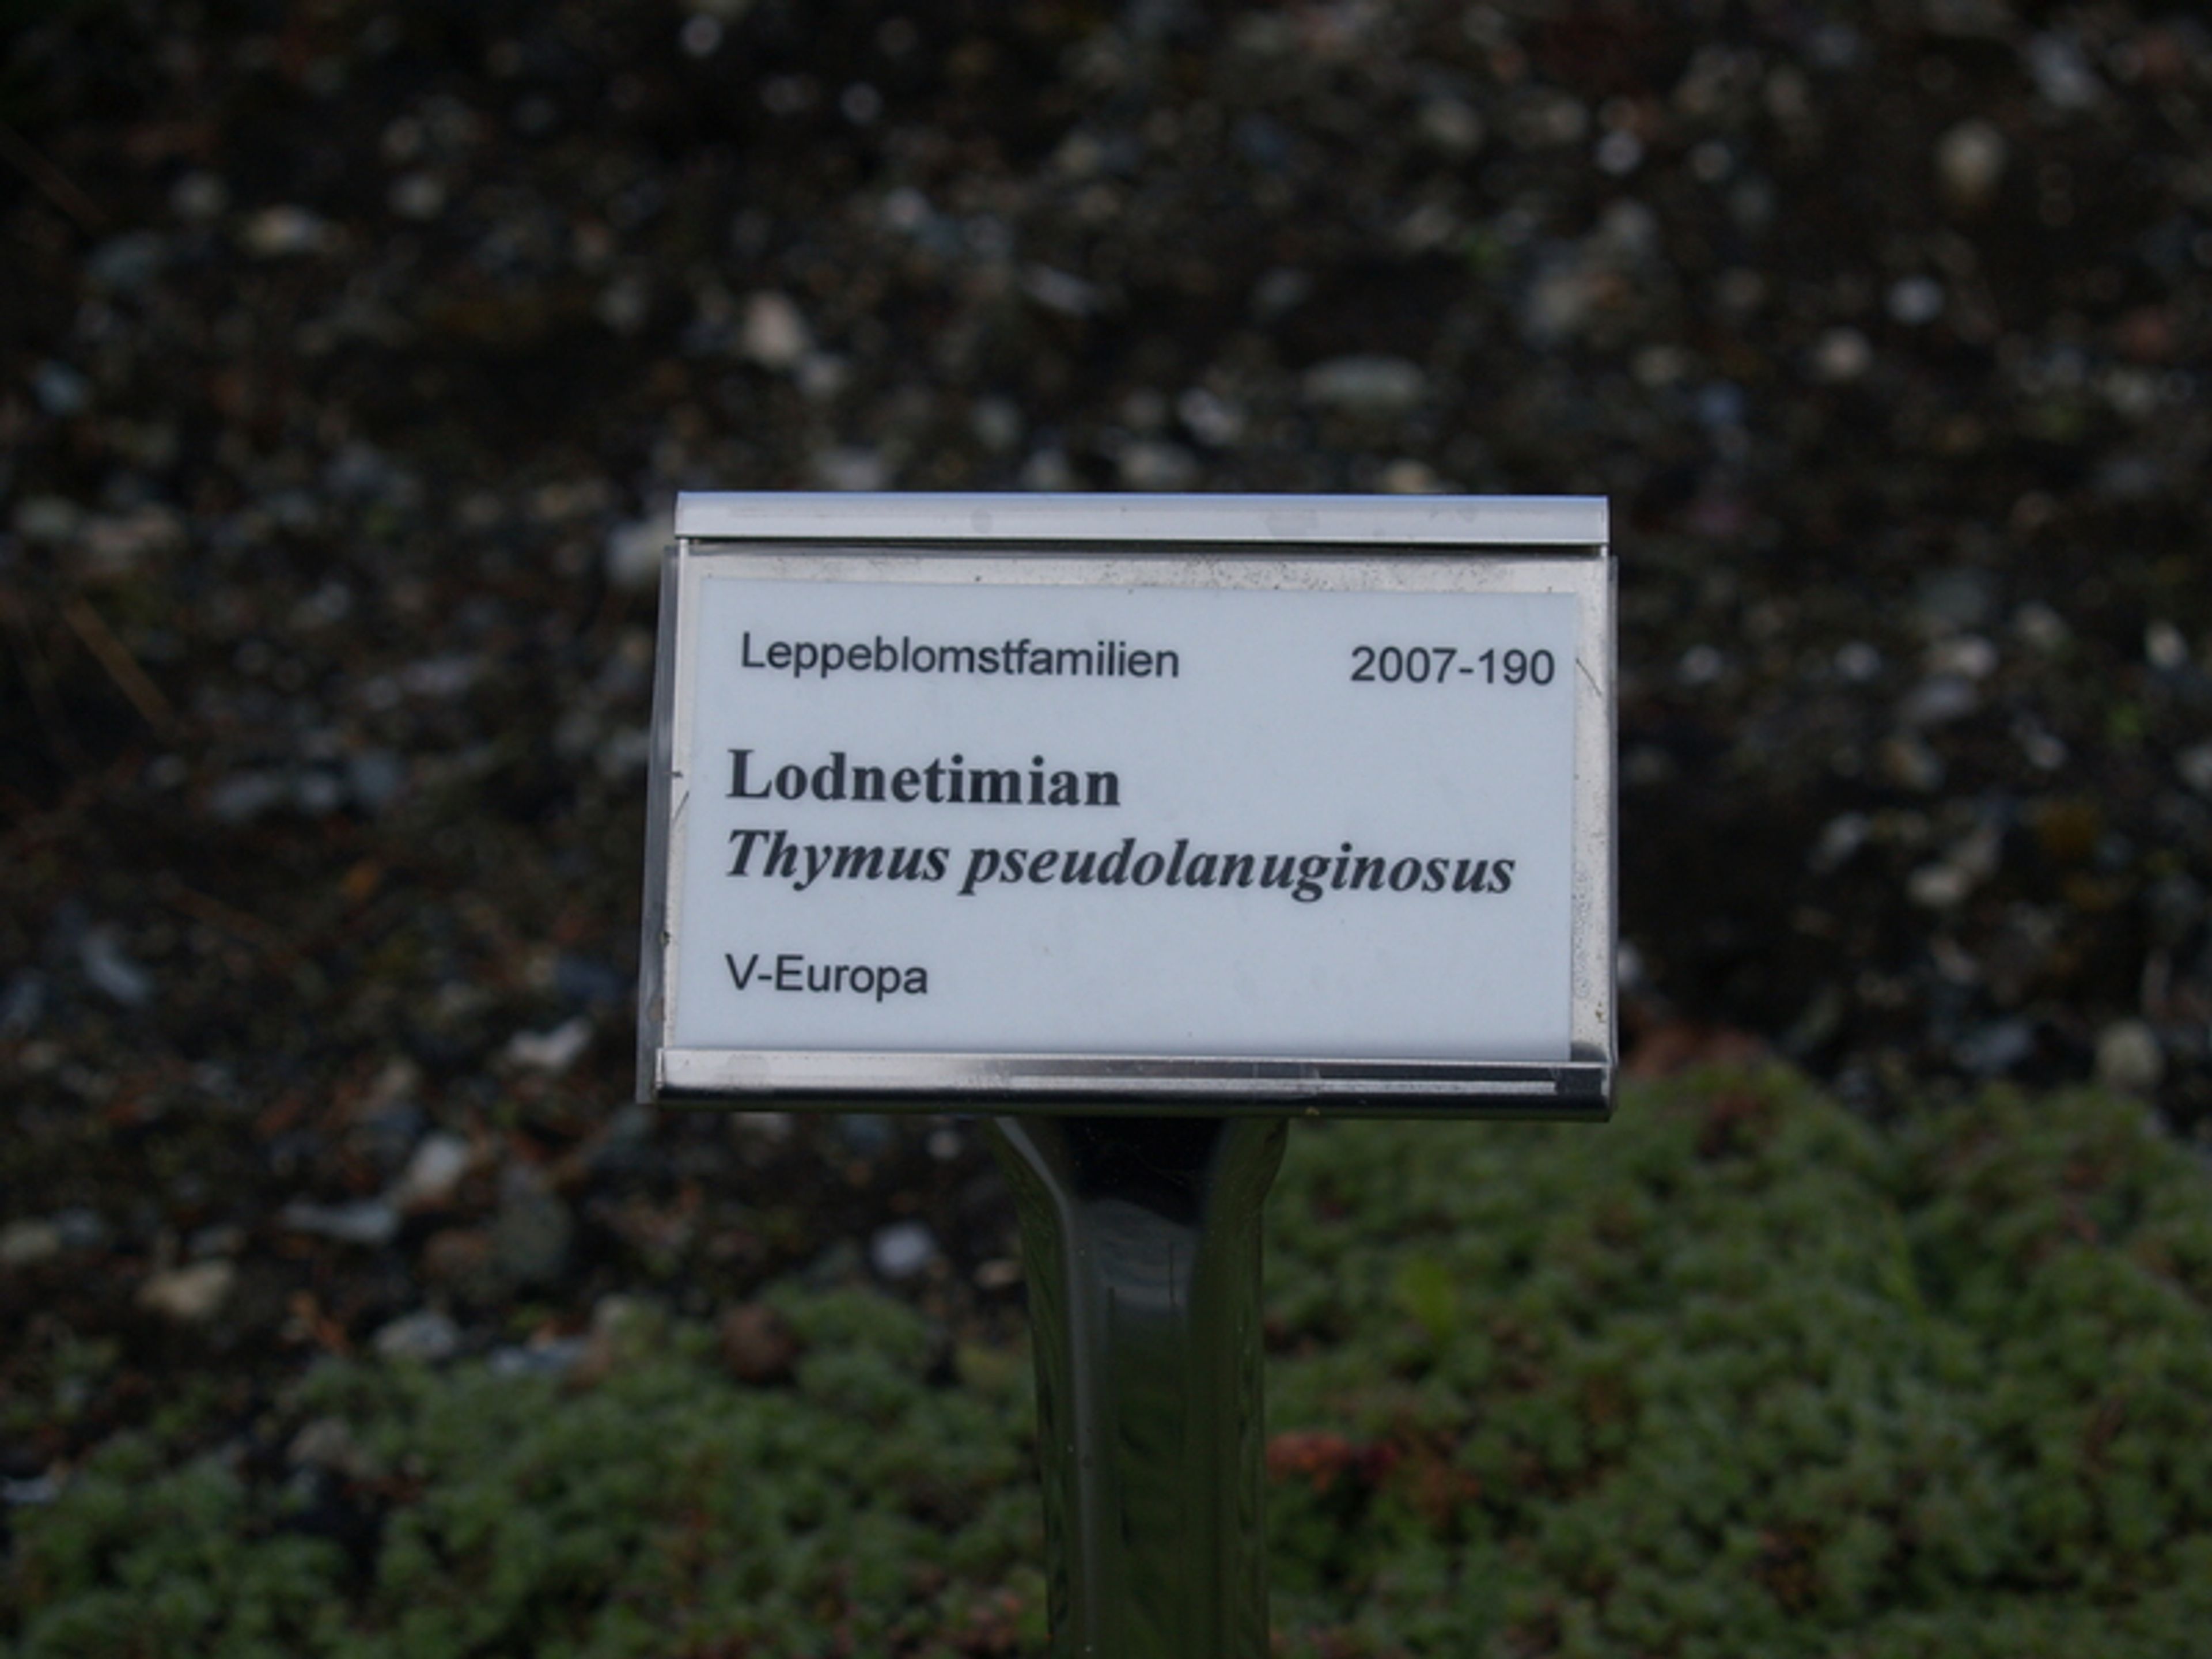 Leppeblomstfamilien 2007-190
Lodnetimian
Thymus pseudolanuginosus
V-Europa